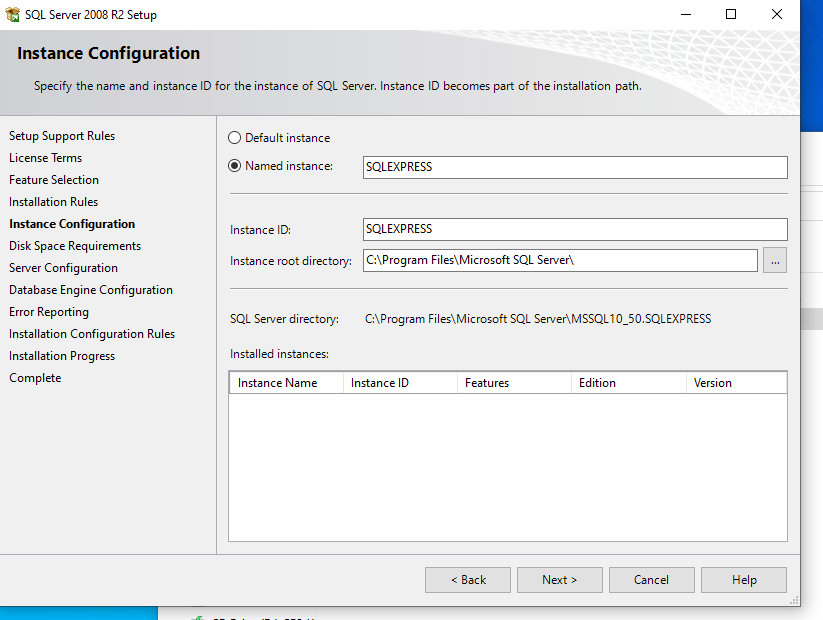 SQL Server 2008 R2 Setup
Instance Configuration
Specify the name and instance ID for the instance of SQL Server. Instance ID becomes part of the installation path.
Setup Support Rules
License Terms
Feature Selection
Installation Rules
Instance Configuration
Disk Space Requirements
Server Configuration
Database Engine Configuration
Error Reporting
Installation Configuration Rules
Installation Progress
Complete
Default instance
Named instance: SQLEXPRESS
Instance ID: SQLEXPRESS
Instance root directory: C:\Program Files\Microsoft SQL Server\ ...
SQL Server directory: C:\Program Files\Microsoft SQL Server\MSSQL10_50.SQLEXPRESS
Installed instances:
Instance Name Instance ID Features Edition Version
< Back Next > Cancel Help